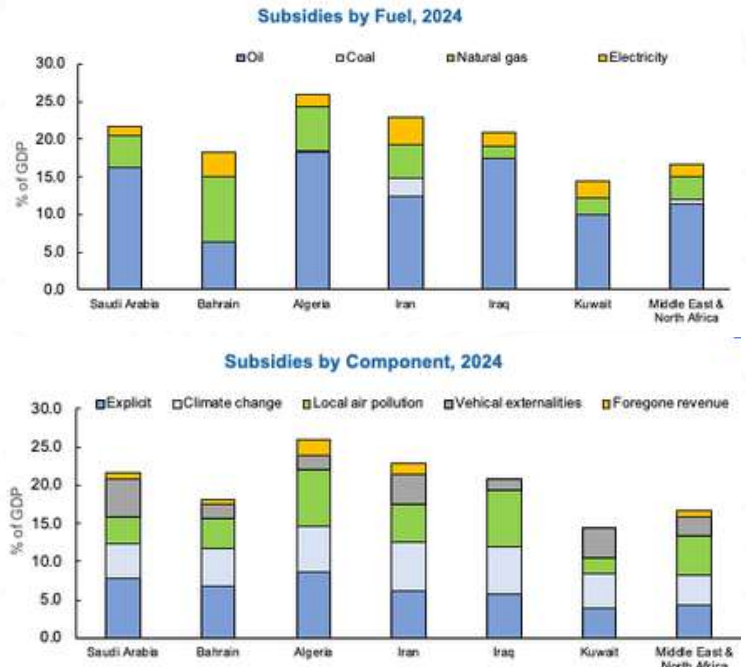 Subsidies by Fuel, 2024
Oil Coal Natural gas Electricity
% of GDP
30.0
25.0
20.0
15.0
10.0
5.0
0.0
Saudi Arabia Bahrain Algeria Iran Iraq Kuwait Middle East &
North Africa
Subsidies by Component, 2024
Explicit Climate change Local air pollution Vehical externalities Foregone revenue
% of GDP
30.0
25.0
20.0
15.0
10.0
5.0
0.0
Saudi Arabia Bahrain Algeria Iran Iraq Kuwait Middle East &
North Africa